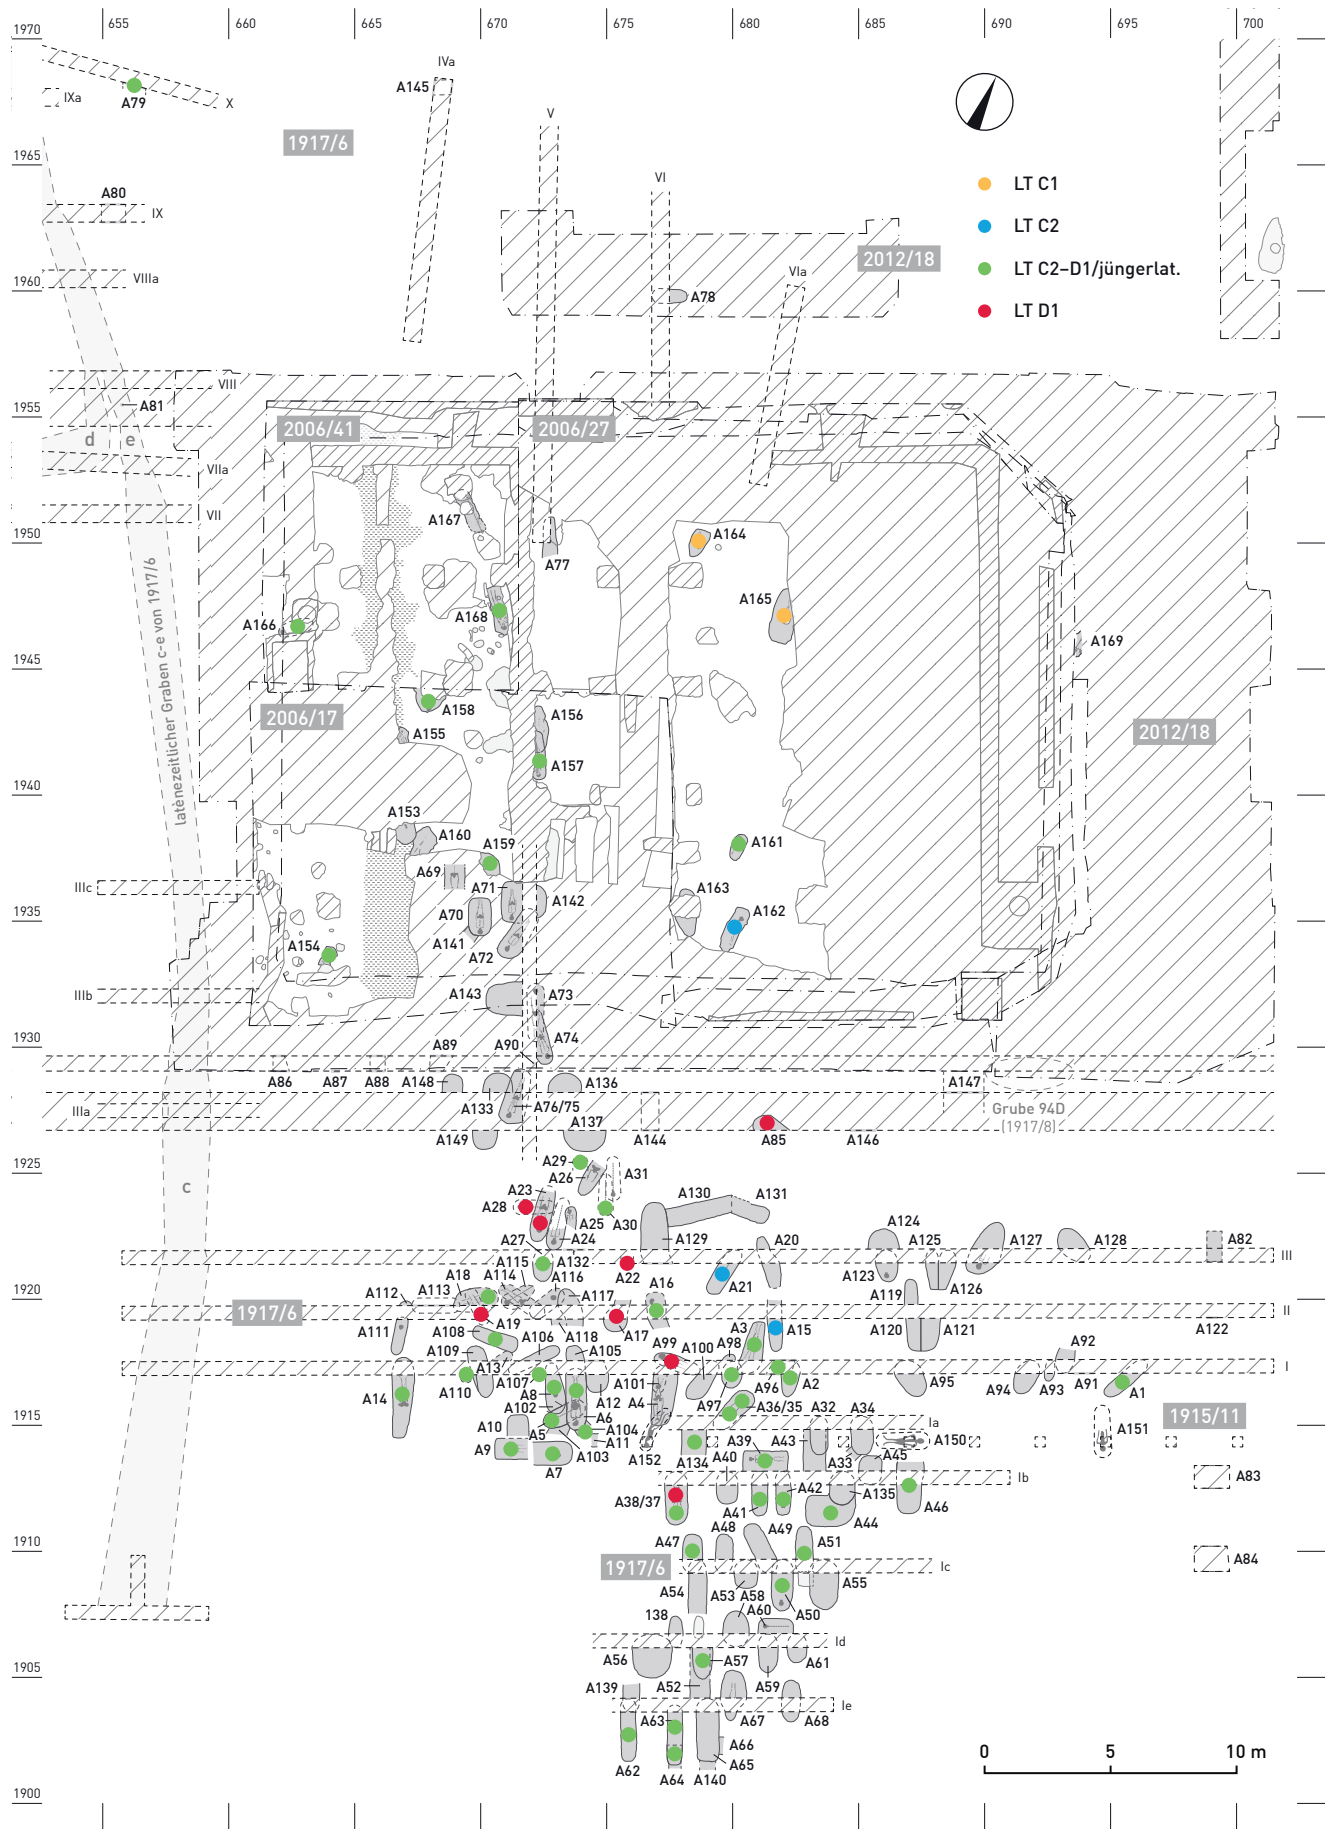 655 660 665 670 675 680 685 690 695 700
1970
IVa
A145
IXa
A79
X
V
1917/6
1965
VI
LT C1
A80
IX
LT C2
1960
VIIIa
2012/18
LT C2–D1/jüngerlat.
VIa
A78
LT D1
VIII
1955
A81
2006/41
2006/27
d
e
VIIa
VII
A167
1950
A77
A164
latènezeitlicher Graben c-e von 1917/6
A165
A168
A166
1945
A169
2006/17
A158
A156
A155
2012/18
A157
1940
A153
A160
A159
A161
A69
IIIc
A71
A142
A163
A162
1935
A70
A141
A154
A72
IIIb
A143
A73
A74
1930
A89
A90
A86
A87
A88
A148
A136
A147
IIIa
A133
A76/75
Grube 94D
(1917/8)
A137
A149
A144
A85
A146
1925
A29
A31
A26
c
A23
A28
A130
A131
A25
A30
A24
A124
A27
A129
A20
A125
A127
A128
A82
A132
III
A115
A18
A114
A116
A22
A16
A21
A123
A126
1920
A112
A113
A117
A119
II
1917/6
A19
A118
A17
A3
A15
A120
A121
A122
A111
A108
A106
A99
A100
A98
A92
A109
A105
A13
I
A110
A107
A101
A96
A2
A95
A94
A93
A91
A1
A14
A8
A12
A102
A4
A97
A36/35
A6
A32
A34
1915
A10
A5
A104
Ia
1915/11
A151
A9
A11
A103
A152
A39
A43
A150
A7
A134
A40
A33
A45
A83
Ib
A38/37
A42
A135
A46
A41
A44
A48
A49
A51
1910
A47
1917/6
Ic
A84
A54
A53
A58
A55
A60
A50
138
Id
A56
A57
A61
1905
A139
A52
A59
Ie
A63
A67
A68
A66
A62
A65
0 5 10 m
A64
A140
1900